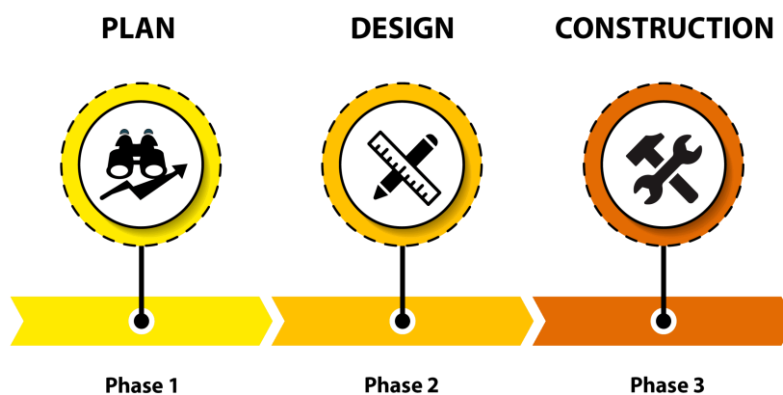 PLAN
DESIGN
CONSTRUCTION
Phase 1
Phase 2
Phase 3